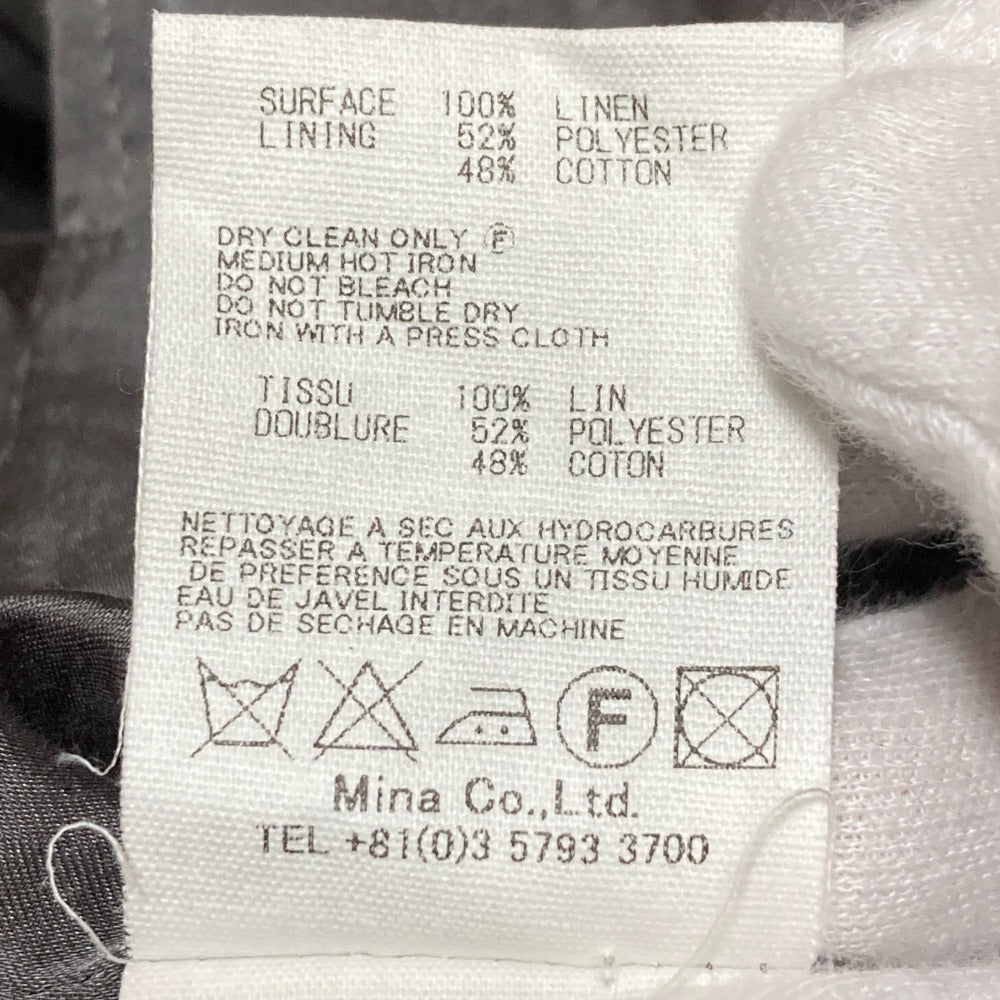 SURFACE 100% LINEN
LINING 52% POLYESTER
48% COTTON
DRY CLEAN ONLY Ⓕ
MEDIUM HOT IRON
DO NOT BLEACH
DO NOT TUMBLE DRY
IRON WITH A PRESS CLOTH
TISSU 100% LIN
DOUBLURE 52% POLYESTER
48% COTON
NETTOYAGE A SEC AUX HYDROCARBURES
REPASSER A TEMPERATURE MOYENNE
DE PREFERENCE SOUS UN TISSU HUMIDE
EAU DE JAVEL INTERDITE
PAS DE SECHAGE EN MACHINE
F
Mina Co.,Ltd.
TEL +81(0)3 5793 3700